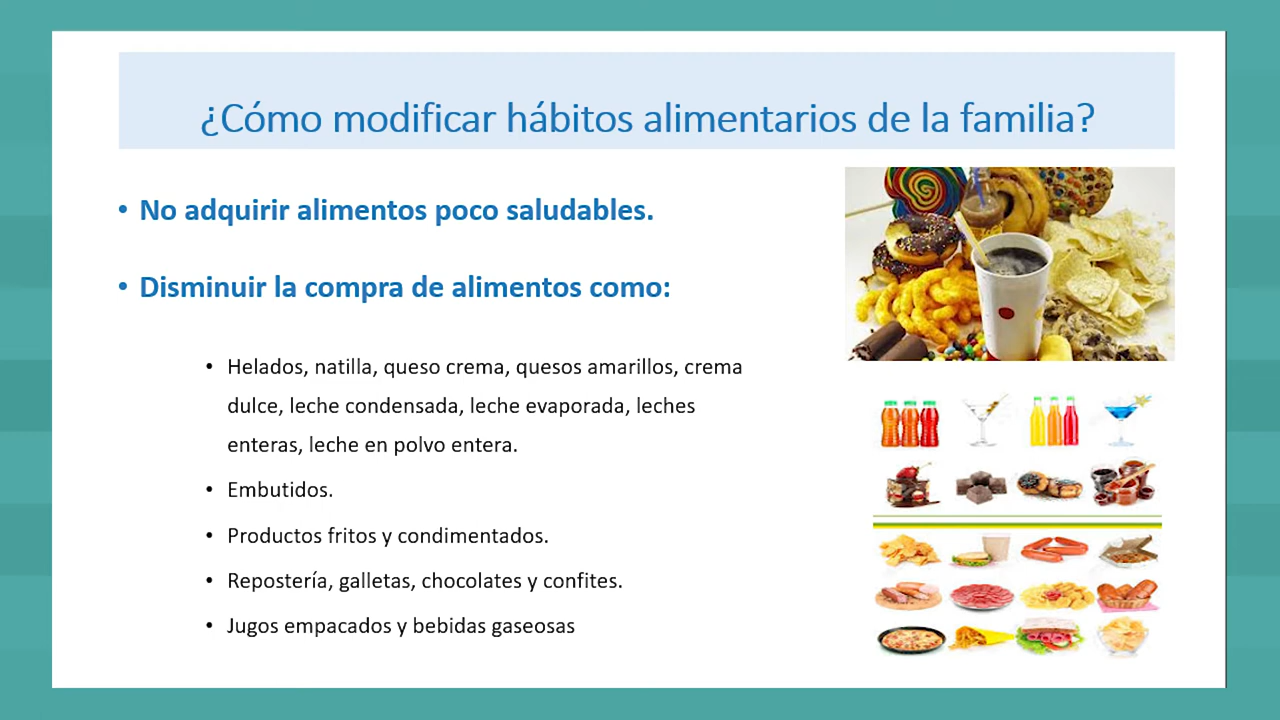 ¿Cómo modificar hábitos alimentarios de la familia?
• No adquirir alimentos poco saludables.
• Disminuir la compra de alimentos como:
• Helados, natilla, queso crema, quesos amarillos, crema
dulce, leche condensada, leche evaporada, leches
enteras, leche en polvo entera.
• Embutidos.
• Productos fritos y condimentados.
• Repostería, galletas, chocolates y confites.
• Jugos empacados y bebidas gaseosas